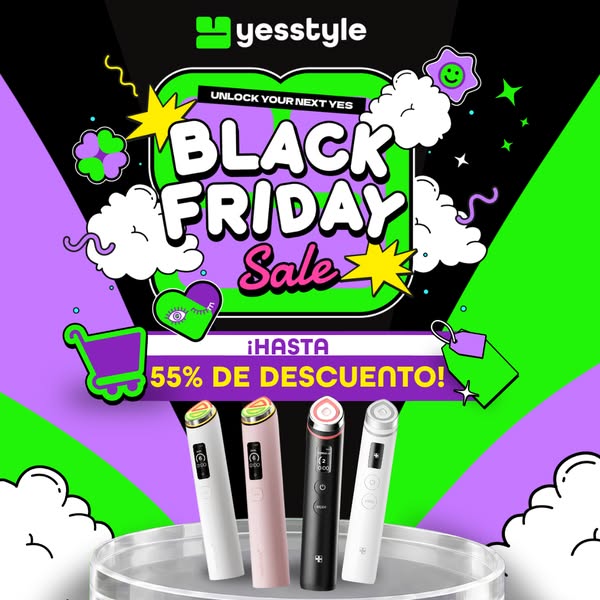 yesstyle
UNLOCK YOUR NEXT YES
BLACK
FRIDAY
Sale
¡HASTA
55% DE DESCUENTO!